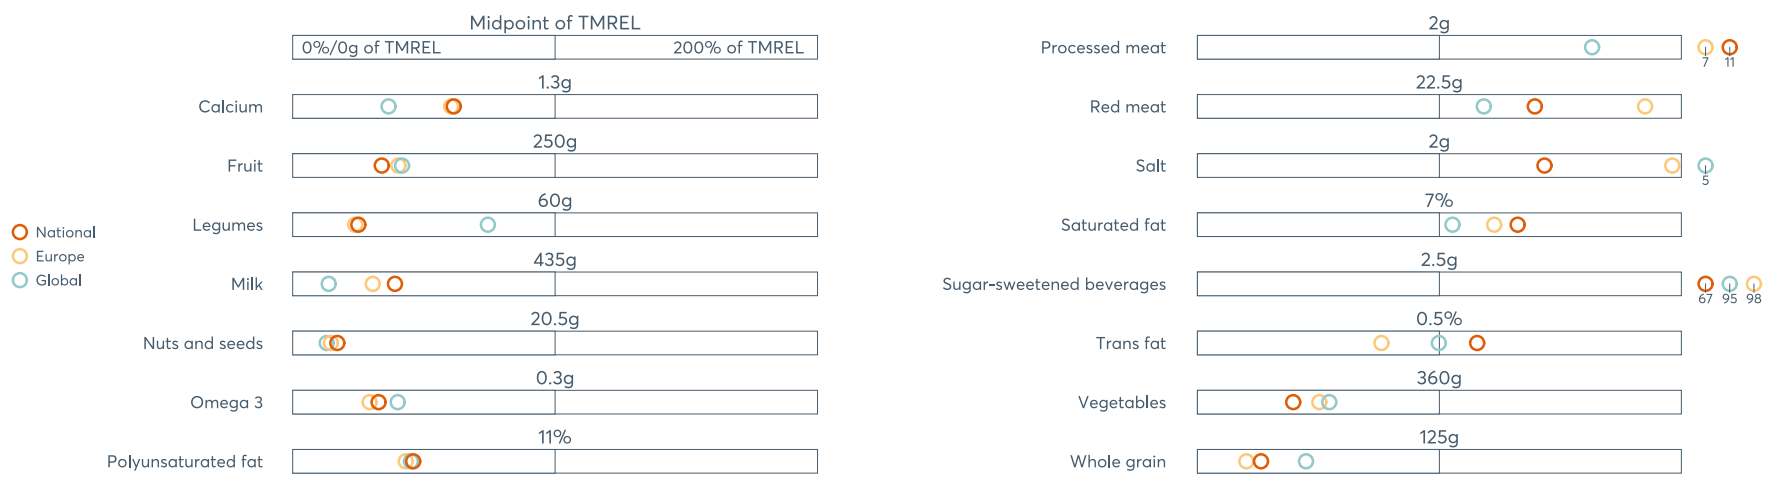 Midpoint of TMREL
0%/0g of TMREL 200% of TMREL
1.3g
Calcium
250g
Fruit
60g
Legumes
435g
Milk
20.5g
Nuts and seeds
0.3g
Omega 3
11%
Polyunsaturated fat
National
Europe
Global
2g
Processed meat
7 11
22.5g
Red meat
2g
Salt
5
7%
Saturated fat
2.5g
Sugar-sweetened beverages
67 95 98
0.5%
Trans fat
360g
Vegetables
125g
Whole grain